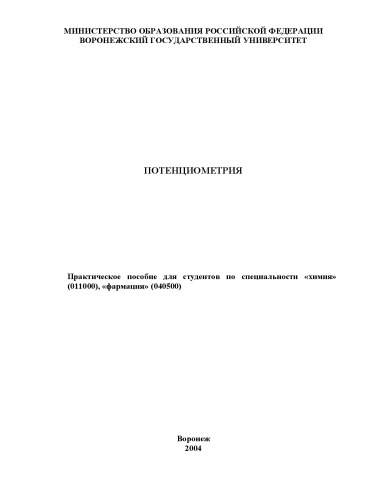 МИНИСТЕРСТВО ОБРАЗОВАНИЯ РОССИЙСКОЙ ФЕДЕРАЦИИ
ВОРОНЕЖСКИЙ ГОСУДАРСТВЕННЫЙ УНИВЕРСИТЕТ
ПОТЕНЦИОМЕТРИЯ
Практическое пособие для студентов по специальности «химия»
(011000), «фармация» (040500)
Воронеж
2004